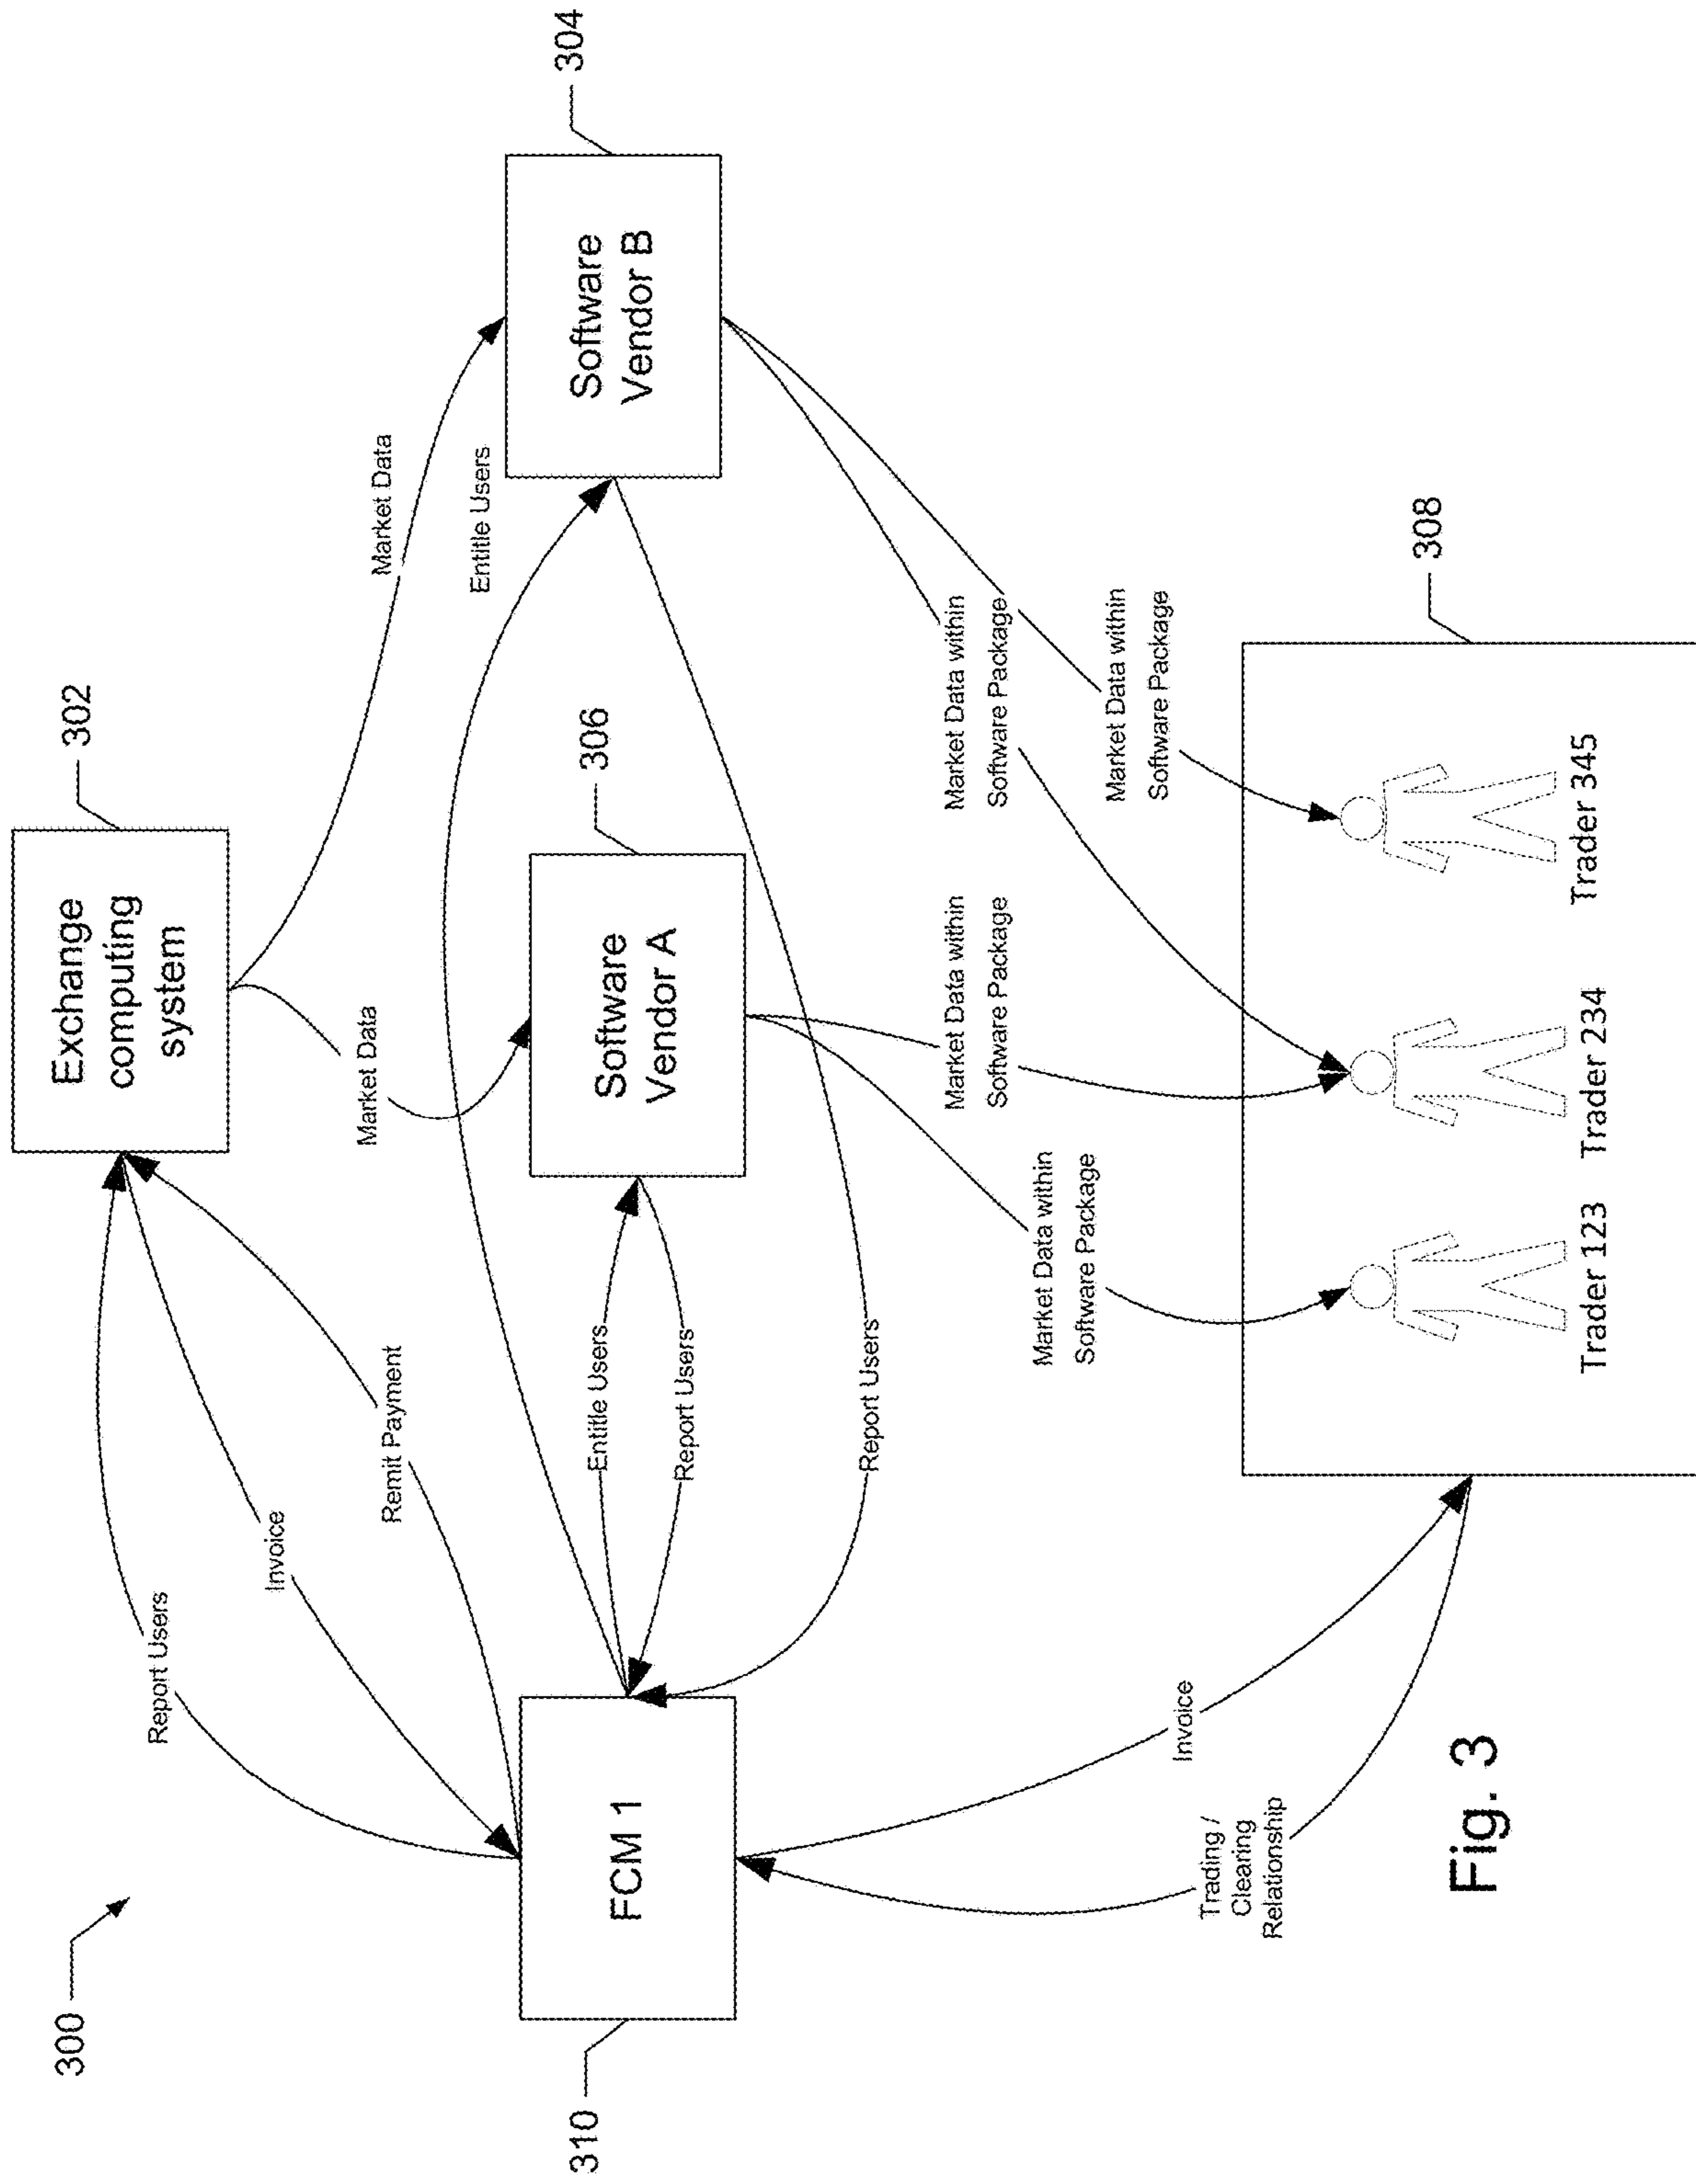 300
302
Exchange
computing
system
304
Software
Vendor B
306
Software
Vendor A
310
FCM 1
308
Report Users
Invoice
Remit Payment
Market Data
Market Data
Entitle Users
Entitle Users
Report Users
Report Users
Market Data within
Software Package
Market Data within
Software Package
Market Data within
Software Package
Market Data within
Software Package
Invoice
Trading /
Clearing
Relationship
Trader 123
Trader 234
Trader 345
Fig. 3